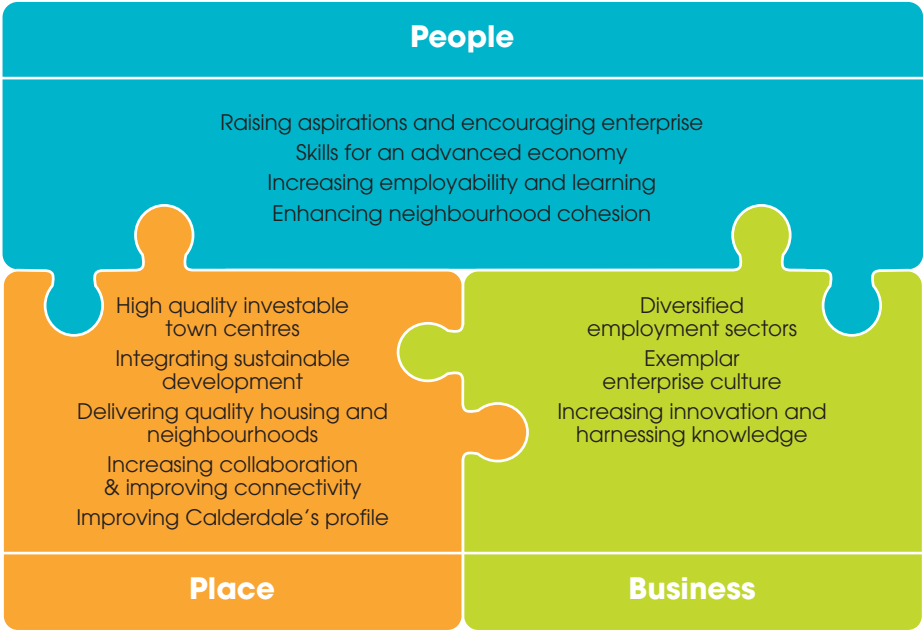 People
Raising aspirations and encouraging enterprise
Skills for an advanced economy
Increasing employability and learning
Enhancing neighbourhood cohesion
High quality investable
town centres
Integrating sustainable
development
Delivering quality housing and
neighbourhoods
Increasing collaboration
& improving connectivity
Improving Calderdale's profile
Place
Diversified
employment sectors
Exemplar
enterprise culture
Increasing innovation and
harnessing knowledge
Business